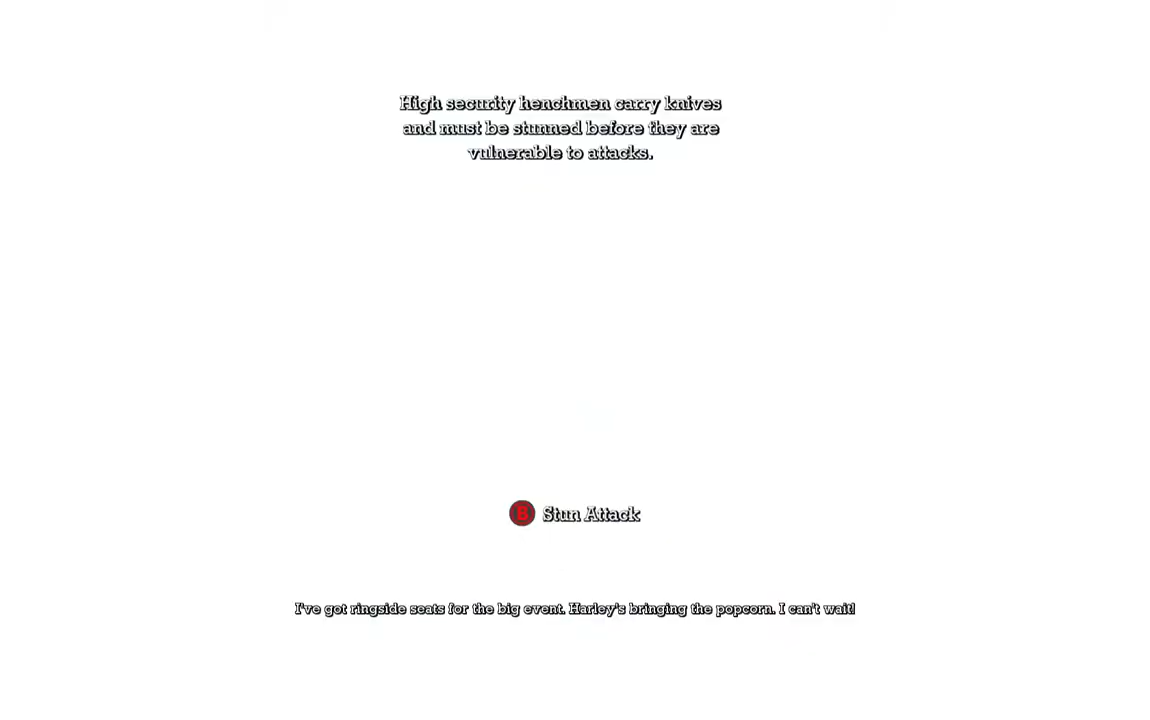 High security henchmen carry knives
and must be stunned before they are
vulnerable to attacks.
B Stun Attack
I've got ringside seats for the big event. Harley's bringing the popcorn. I can't wait!